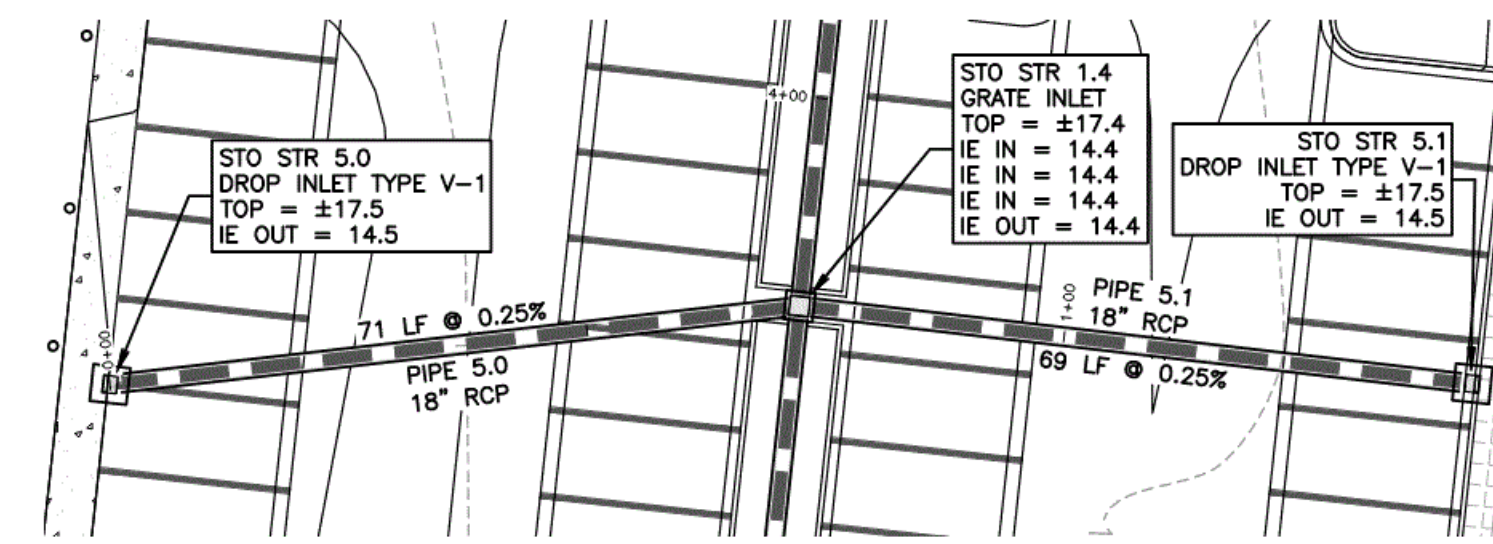 4+00
STO STR 5.0
DROP INLET TYPE V-1
TOP = ±17.5
IE OUT = 14.5
STO STR 1.4
GRATE INLET
TOP = ±17.4
IE IN = 14.4
IE IN = 14.4
IE IN = 14.4
IE OUT = 14.4
STO STR 5.1
DROP INLET TYPE V-1
TOP = ±17.5
IE OUT = 14.5
0+00
71 LF @ 0.25%
PIPE 5.0
18" RCP
1+00
PIPE 5.1
18" RCP
69 LF @ 0.25%